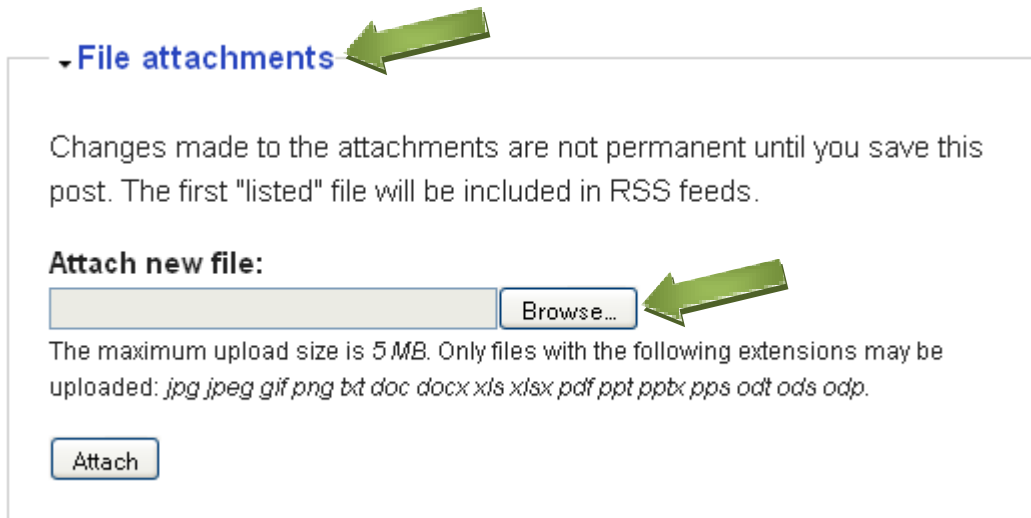 File attachments
Changes made to the attachments are not permanent until you save this
post. The first "listed" file will be included in RSS feeds.
Attach new file:
Browse...
The maximum upload size is 5 MB. Only files with the following extensions may be
uploaded: jpg jpeg gif png txt doc docx xls xlsx pdf ppt pptx pps odt ods odp.
Attach